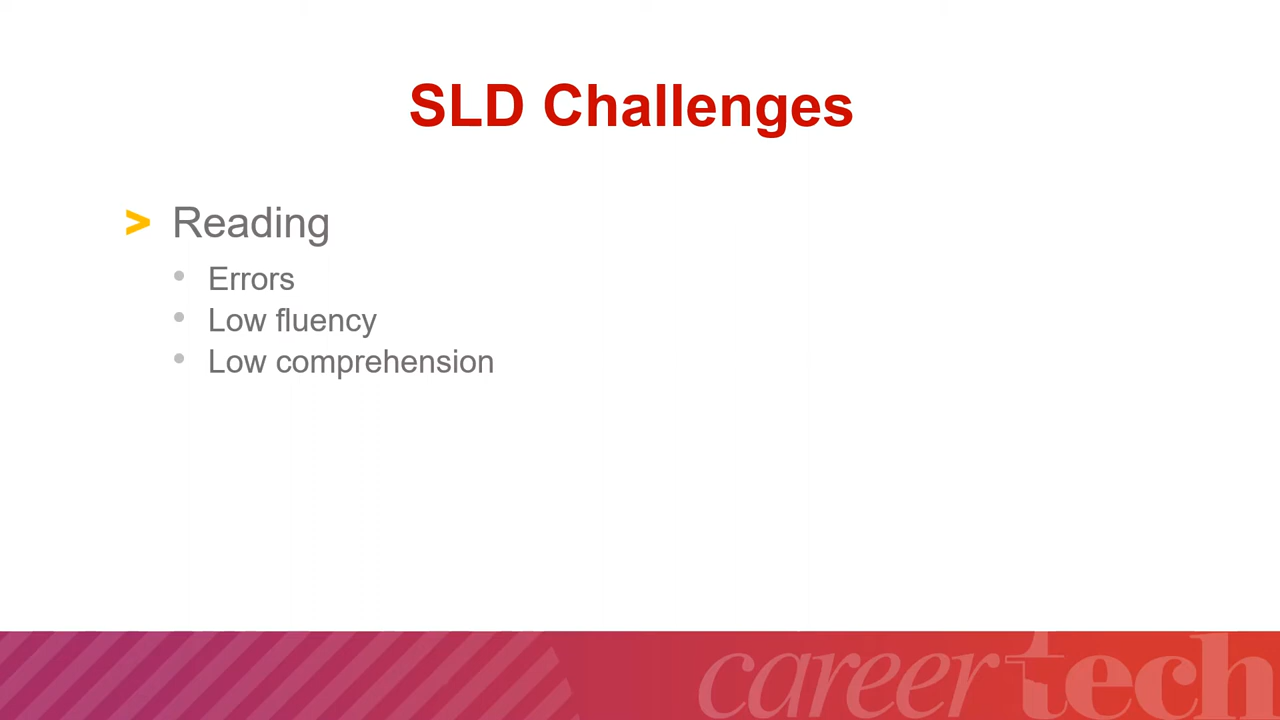 SLD Challenges
> Reading
• Errors
• Low fluency
• Low comprehension
careertech